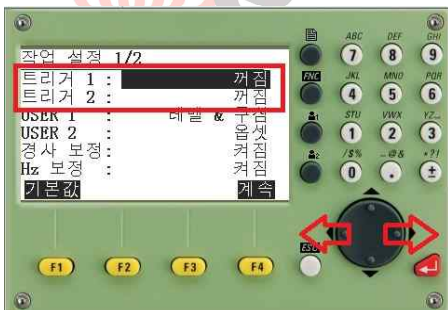 작업 설정 1/2
트리거 1 : 꺼짐
트리거 2 : 꺼짐
USER 1 : 레벨 & 구심
USER 2 : 옵셋
경사 보정: 켜짐
Hz 보정 : 켜짐
기본값 계속
ABC DEF GHI
7 8 9
FNC JKL MNO PQR
4 5 6
STU VWX YZ
1 2 3
/$% _@& *?!
0 . ±
ESC
F1 F2 F3 F4